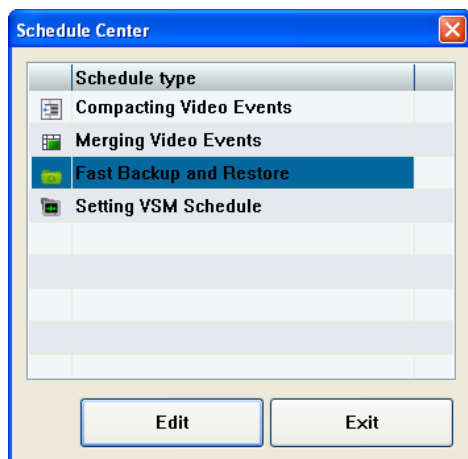 Schedule Center
Schedule type
Compacting Video Events
Merging Video Events
Fast Backup and Restore
Setting VSM Schedule
Edit Exit